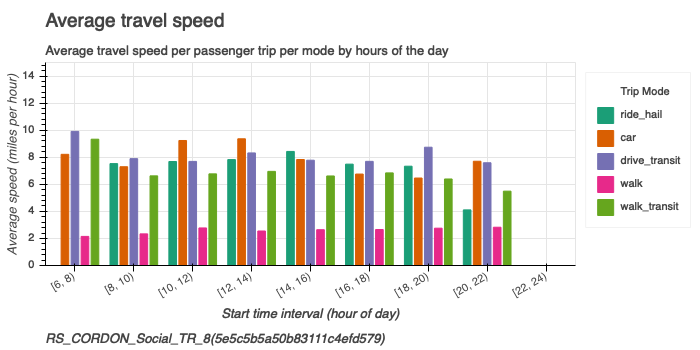 Average travel speed
Average travel speed per passenger trip per mode by hours of the day
Average speed (miles per hour)
14
12
10
8
6
4
2
0
[6, 8)
[8, 10)
[10, 12)
[12, 14)
[14, 16)
[16, 18)
[18, 20)
[20, 22)
[22, 24)
Start time interval (hour of day)
Trip Mode
ride_hail
car
drive_transit
walk
walk_transit
RS_CORDON_Social_TR_8(5e5c5b5a50b83111c4efd579)